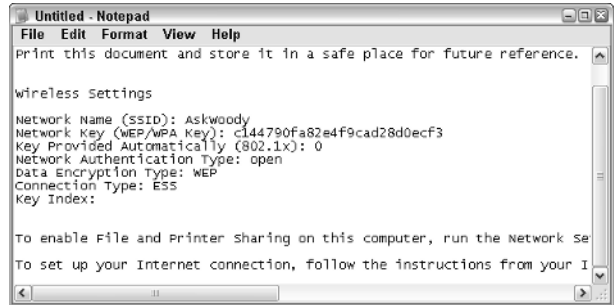 Untitled - Notepad
File Edit Format View Help
Print this document and store it in a safe place for future reference.
Wireless Settings
Network Name (SSID): Askwoody
Network Key (WEP/WPA Key): c144790fa82e4f9cad28d0ecf3
Key Provided Automatically (802.1x): 0
Network Authentication Type: open
Data Encryption Type: WEP
Connection Type: ESS
Key Index:
To enable File and Printer Sharing on this computer, run the Network Se
To set up your Internet connection, follow the instructions from your I